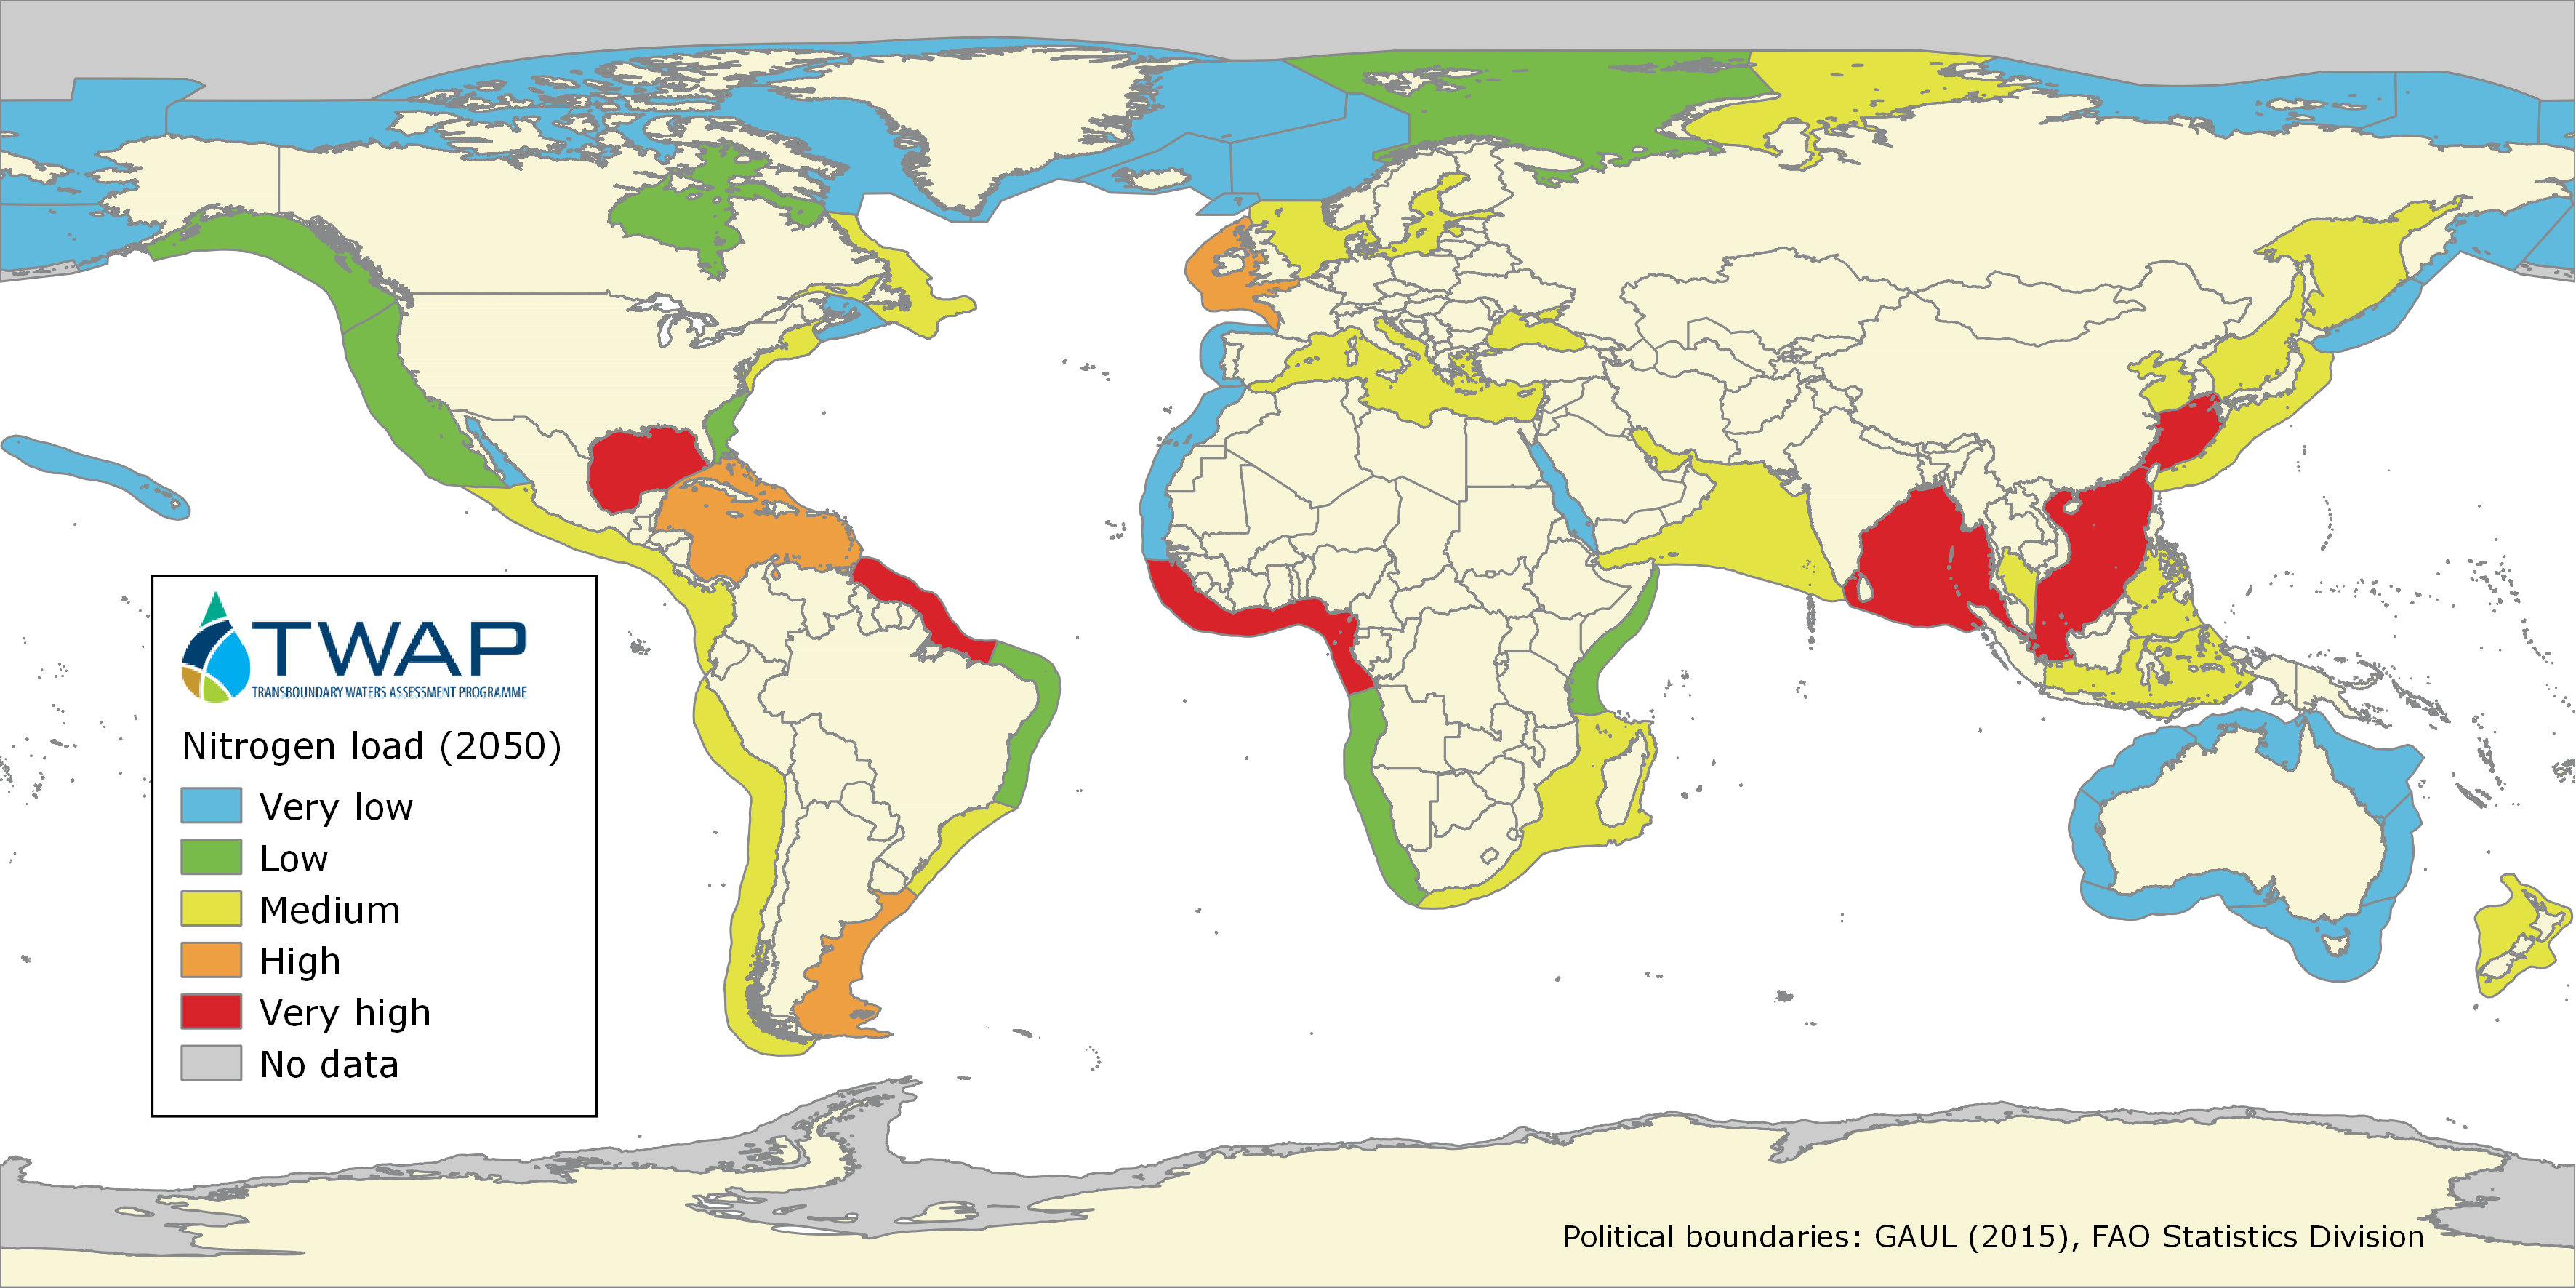 TWAP
TRANSBOUNDARY WATERS ASSESSMENT PROGRAMME
Nitrogen load (2050)
Very low
Low
Medium
High
Very high
No data
Political boundaries: GAUL (2015), FAO Statistics Division